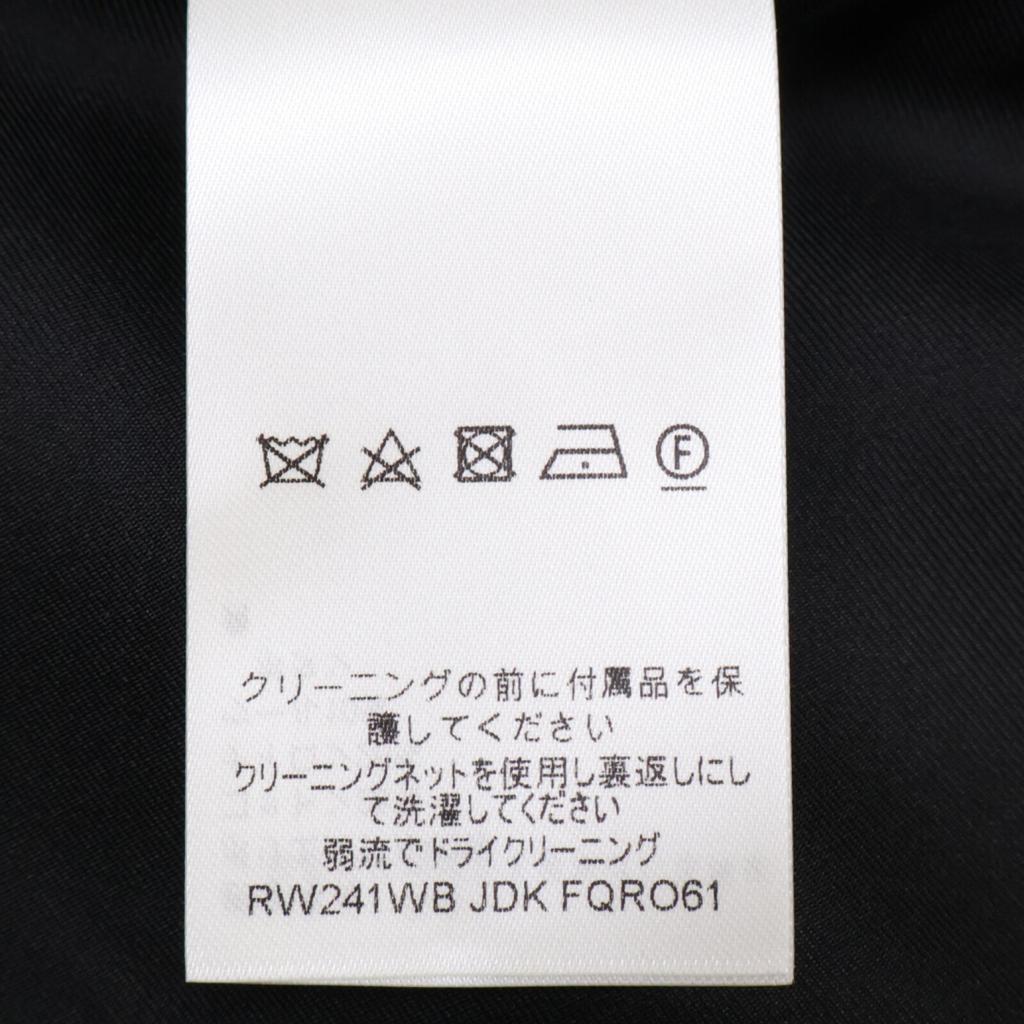 F
クリーニングの前に付属品を保
護してください
クリーニングネットを使用し裏返しにし
て洗濯してください
弱流でドライクリーニング
RW241WB JDK FQRO61